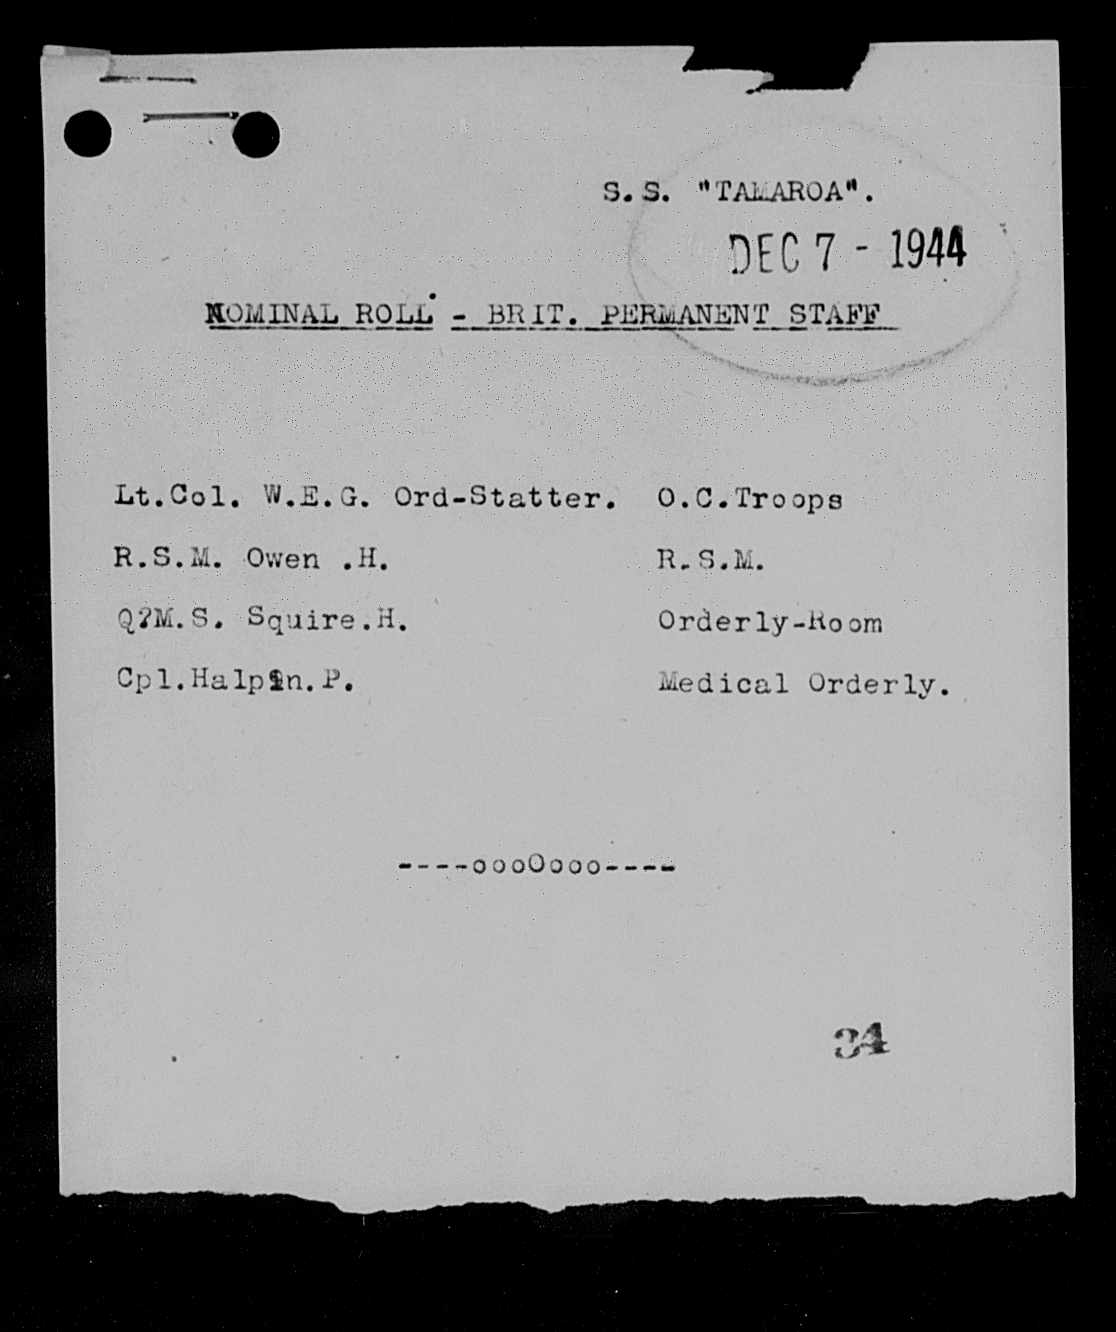 S.S. "TAMAROA".
DEC 7 - 1944
NOMINAL ROLL - BRIT. PERMANENT STAFF
Lt.Col. W.E.G. Ord-Statter. O.C.Troops
R.S.M. Owen .H. R.S.M.
Q?M.S. Squire.H. Orderly-Room
Cpl.Halpin.P. Medical Orderly.
----oooOooo----
34